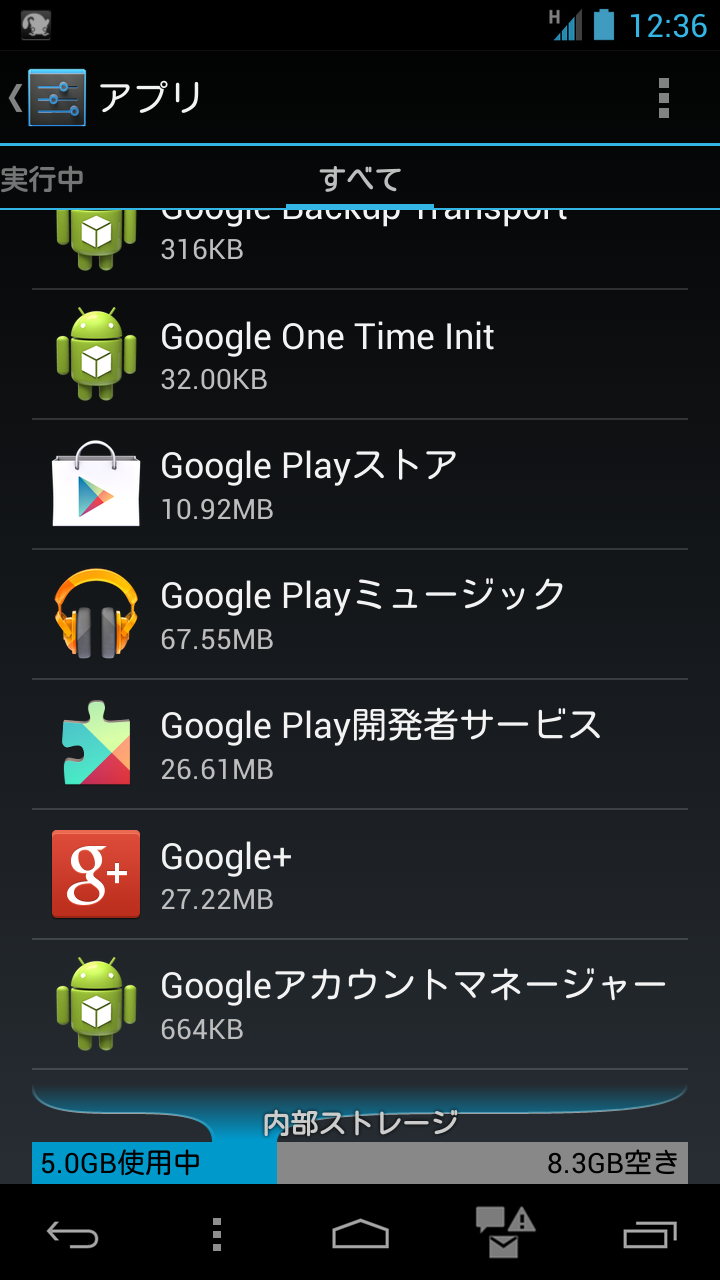 H 12:36
アプリ
実行中 すべて
Google Backup Transport
316KB
Google One Time Init
32.00KB
Google Playストア
10.92MB
Google Playミュージック
67.55MB
Google Play開発者サービス
26.61MB
g+ Google+
27.22MB
Googleアカウントマネージャー
664KB
内部ストレージ
5.0GB使用中 8.3GB空き